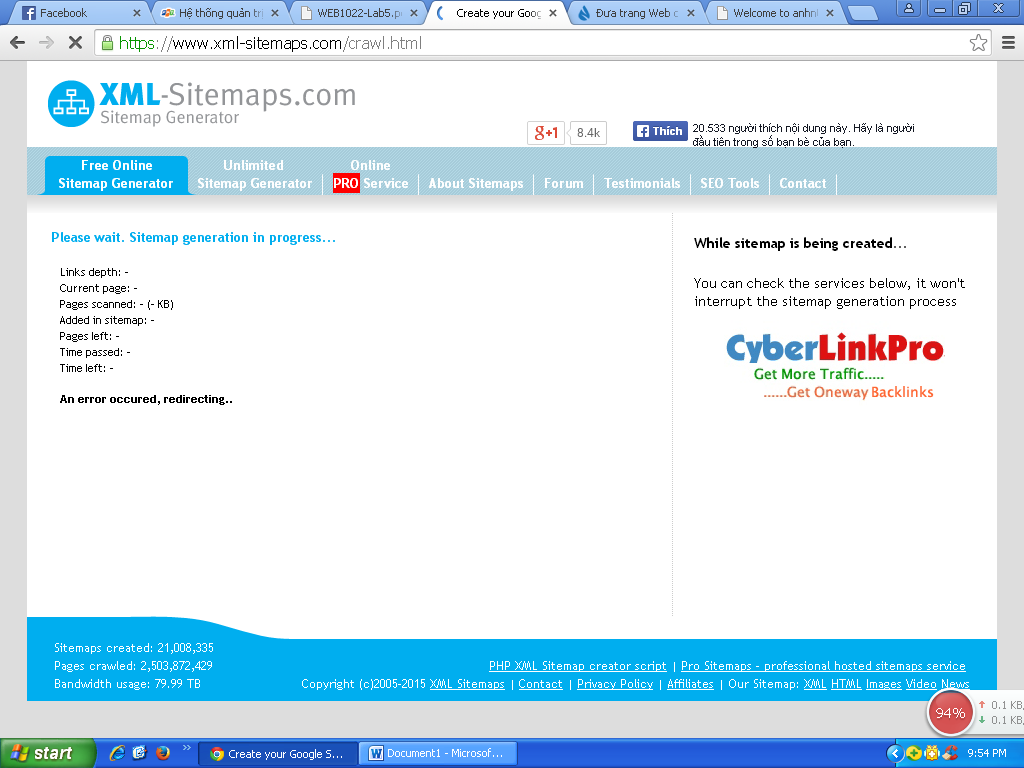 Facebook
Hệ thống quản trị
WEB1022-Lab5.p
Create your Goog
Đưa trang Web c
Welcome to anhnt
https://www.xml-sitemaps.com/crawl.html
XML-Sitemaps.com
Sitemap Generator
g+1
8.4k
f Thích
20.533 người thích nội dung này. Hãy là người
đầu tiên trong số bạn bè của bạn.
Free Online
Sitemap Generator
Unlimited
Sitemap Generator
Online
PRO Service
About Sitemaps
Forum
Testimonials
SEO Tools
Contact
Please wait. Sitemap generation in progress...
Links depth: -
Current page: -
Pages scanned: - (- KB)
Added in sitemap: -
Pages left: -
Time passed: -
Time left: -
An error occured, redirecting..
While sitemap is being created...
You can check the services below, it won't
interrupt the sitemap generation process
CyberLinkPro
Get More Traffic.....
......Get Oneway Backlinks
Sitemaps created: 21,008,335
Pages crawled: 2,503,872,429
Bandwidth usage: 79.99 TB
PHP XML Sitemap creator script | Pro Sitemaps - professional hosted sitemaps service
Copyright (c)2005-2015 XML Sitemaps | Contact | Privacy Policy | Affiliates | Our Sitemap: XML HTML Images Video News
94%
0.1 KB
0.1 KB
start
Create your Google S...
Document1 - Microsof...
9:54 PM